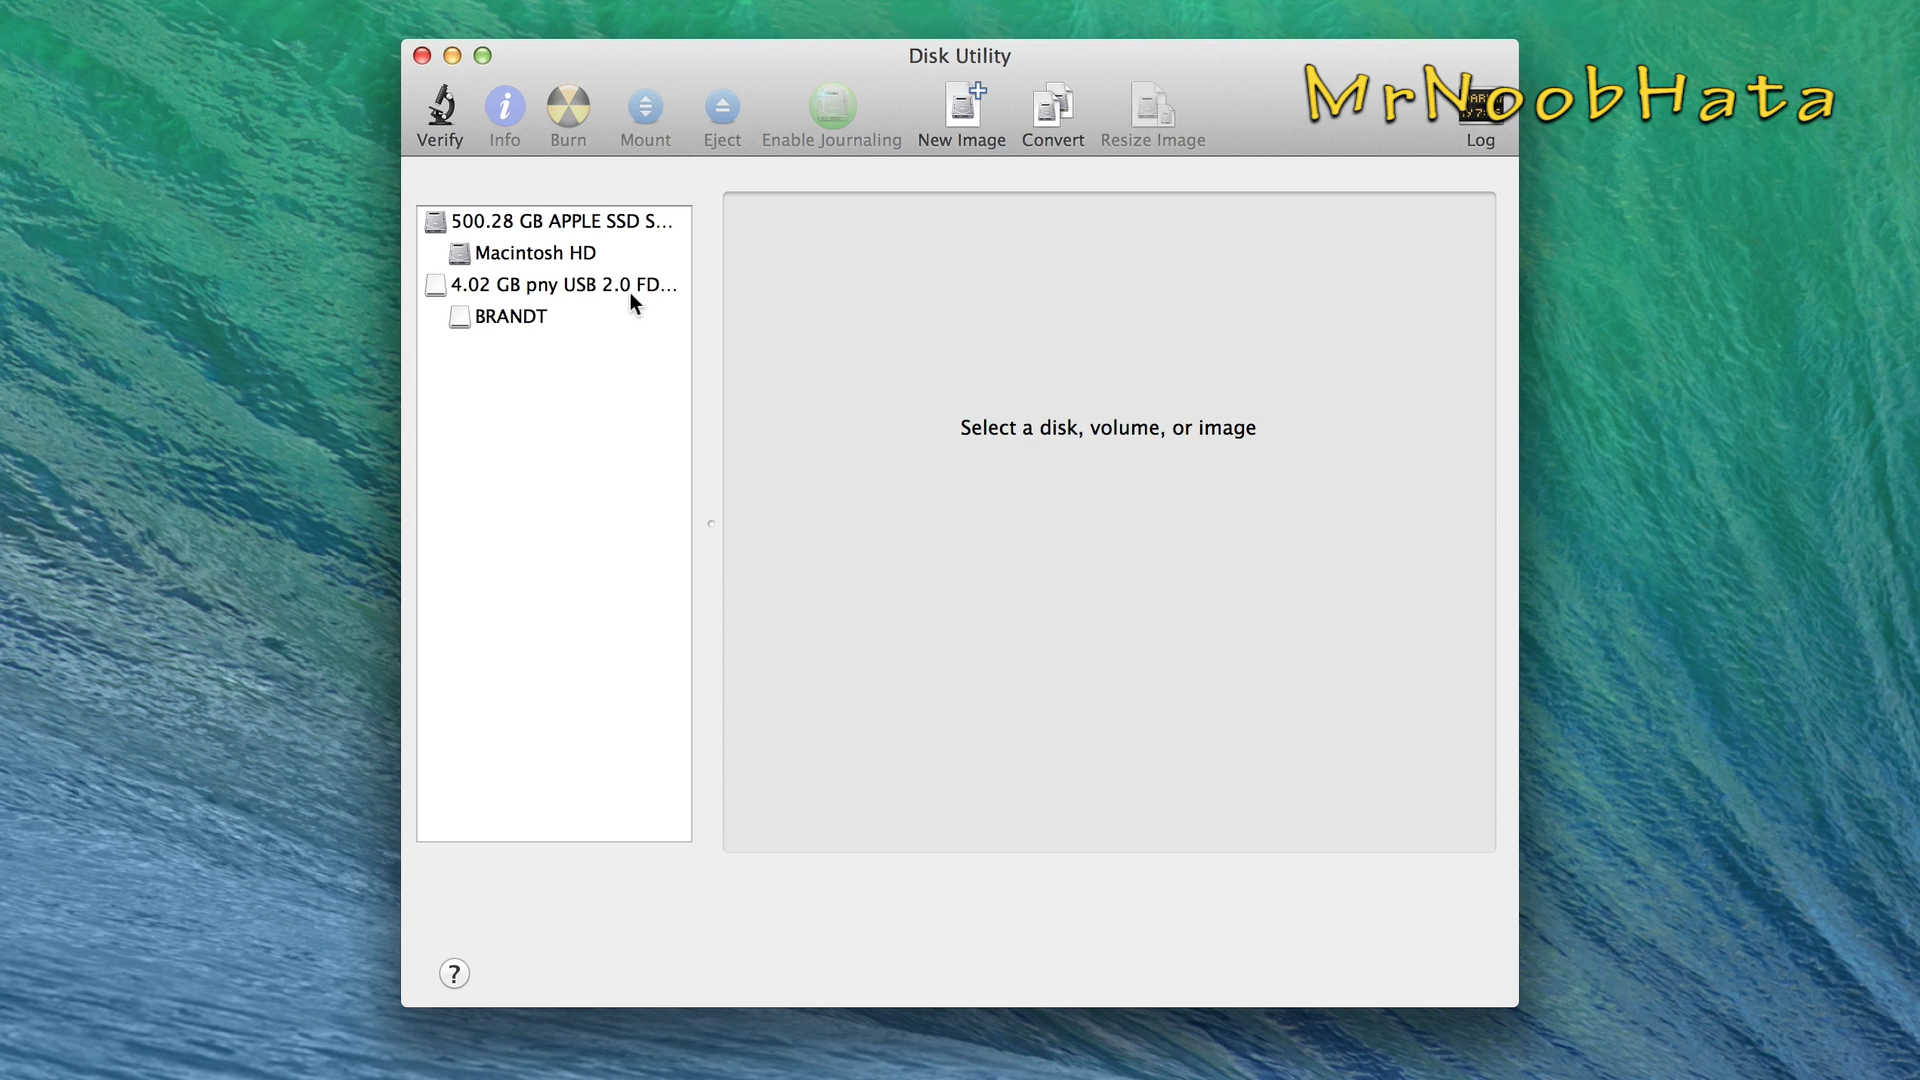 Disk Utility
MrNoobHata
Verify
Info
Burn
Mount
Eject
Enable Journaling
New Image
Convert
Resize Image
Log
500.28 GB APPLE SSD S...
Macintosh HD
4.02 GB pny USB 2.0 FD...
BRANDT
Select a disk, volume, or image
?